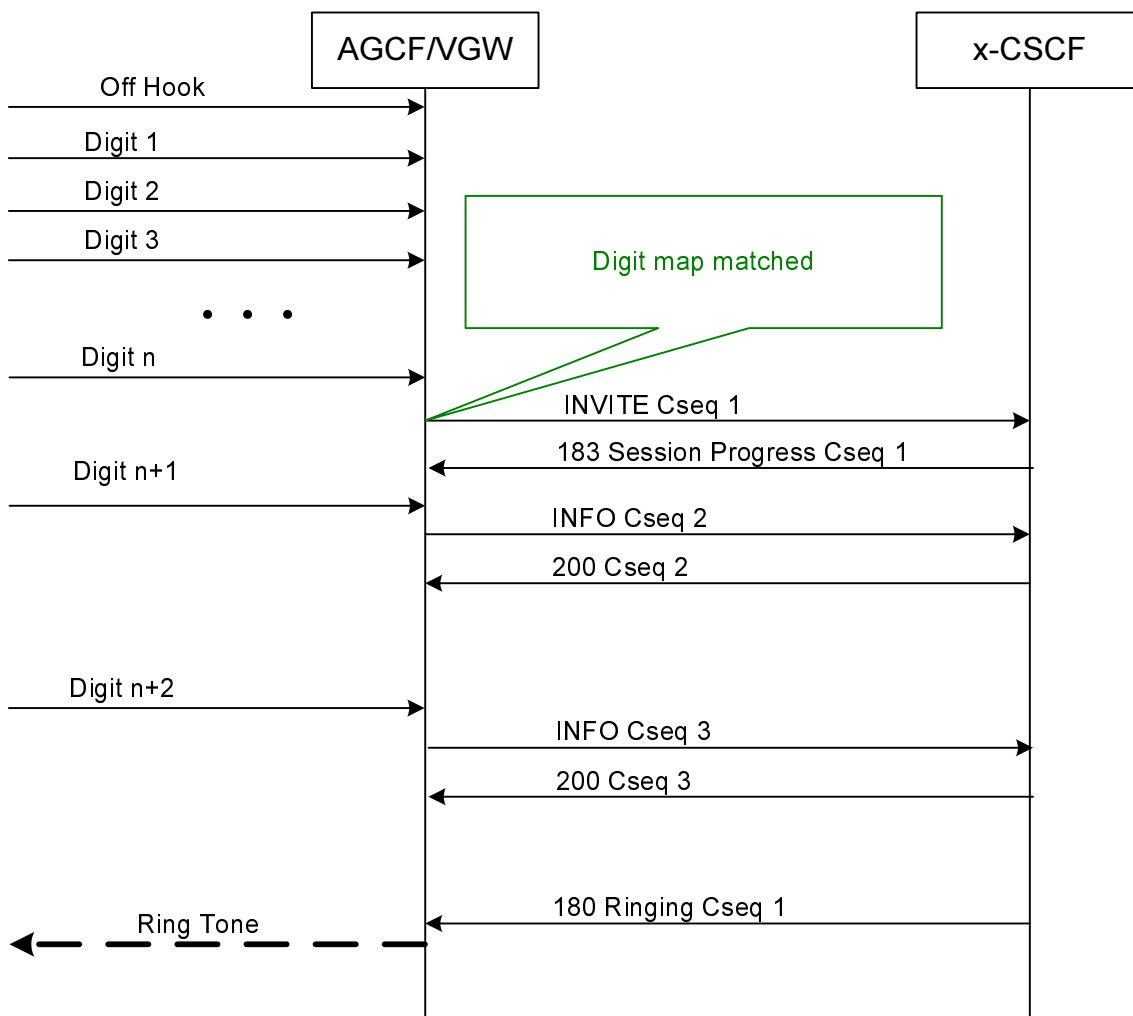 AGCF/VGW
x-CSCF
Off Hook
Digit 1
Digit 2
Digit 3
Digit map matched
Digit n
INVITE Cseq 1
183 Session Progress Cseq 1
Digit n+1
INFO Cseq 2
200 Cseq 2
Digit n+2
INFO Cseq 3
200 Cseq 3
180 Ringing Cseq 1
Ring Tone